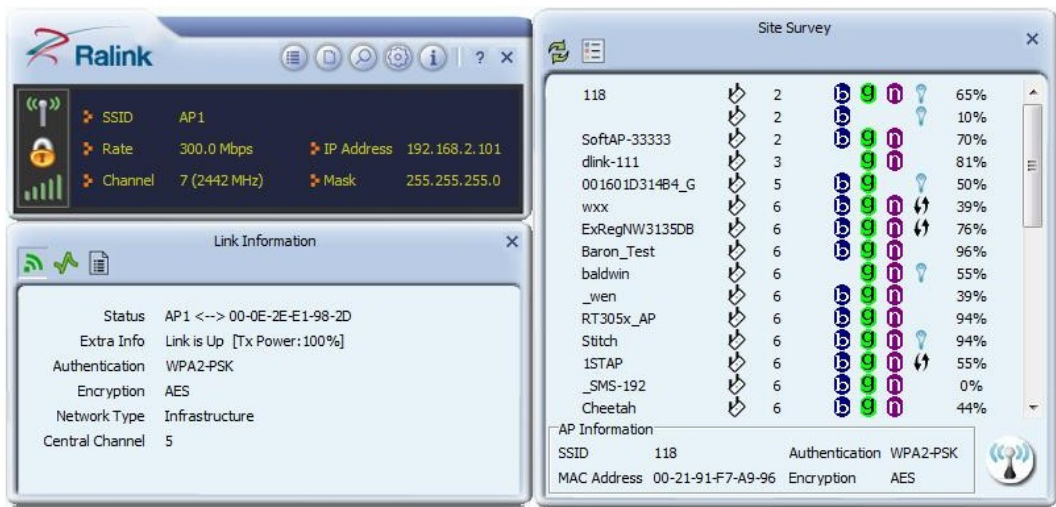 Ralink
i ? ×
SSID AP1
Rate 300.0 Mbps IP Address 192.168.2.101
Channel 7 (2442 MHz) Mask 255.255.255.0
Link Information
Status AP1 <--> 00-0E-2E-E1-98-2D
Extra Info Link is Up [Tx Power:100%]
Authentication WPA2-PSK
Encryption AES
Network Type Infrastructure
Central Channel 5
Site Survey
118 2 b g n 65%
2 b 10%
SoftAP-33333 2 b g n 70%
dlink-111 3 g n 81%
001601D314B4_G 5 b g 50%
wxx 6 b g n 39%
ExRegNW3135DB 6 b g n 76%
Baron_Test 6 b g n 96%
baldwin 6 g n 55%
_wen 6 b g n 39%
RT305x_AP 6 b g n 94%
Stitch 6 b g n 94%
1STAP 6 b g n 55%
_SMS-192 6 b g n 0%
Cheetah 6 b g n 44%
AP Information
SSID 118 Authentication WPA2-PSK
MAC Address 00-21-91-F7-A9-96 Encryption AES